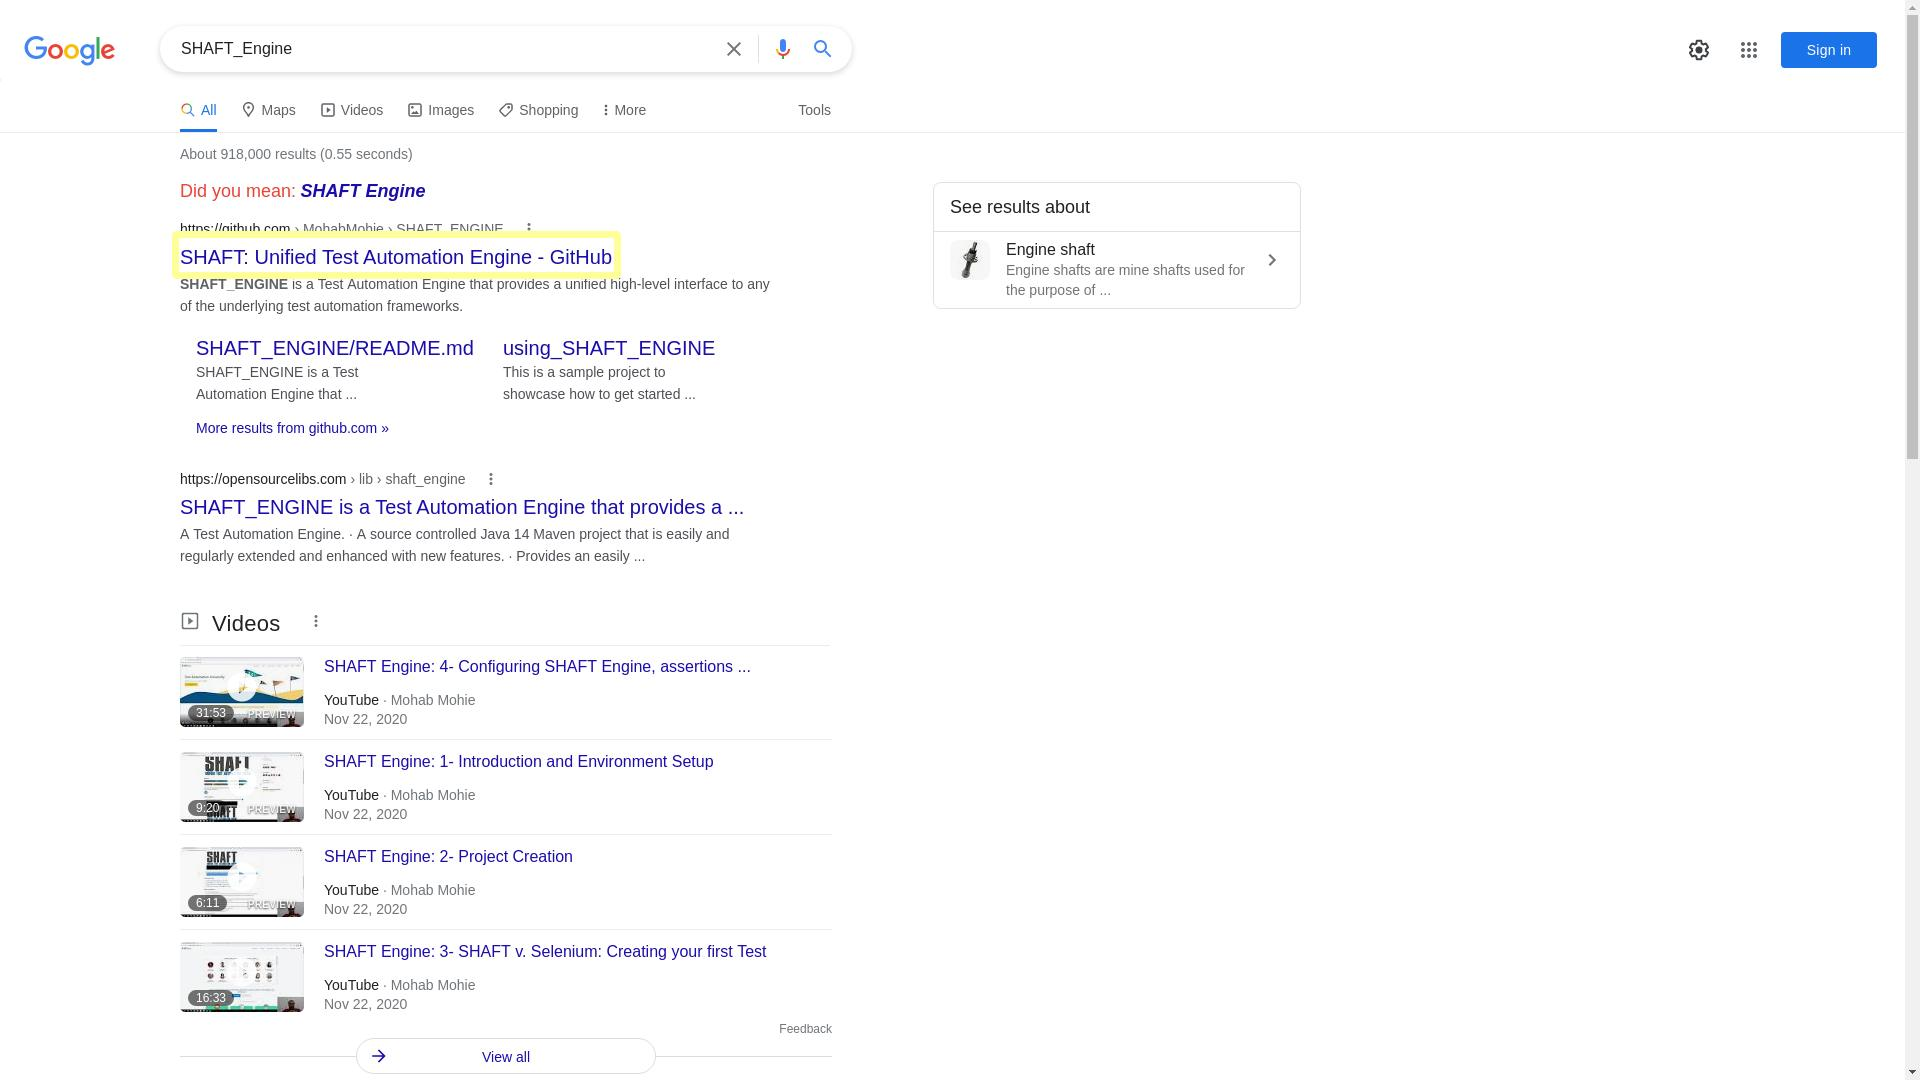 Google
SHAFT_Engine
Sign in
All
Maps
Videos
Images
Shopping
More
Tools
About 918,000 results (0.55 seconds)
Did you mean: SHAFT Engine
https://github.com › MohabMohie › SHAFT_ENGINE
SHAFT: Unified Test Automation Engine - GitHub
SHAFT_ENGINE is a Test Automation Engine that provides a unified high-level interface to any
of the underlying test automation frameworks.
SHAFT_ENGINE/README.md
SHAFT_ENGINE is a Test
Automation Engine that ...
using_SHAFT_ENGINE
This is a sample project to
showcase how to get started ...
More results from github.com »
https://opensourcelibs.com › lib › shaft_engine
SHAFT_ENGINE is a Test Automation Engine that provides a ...
A Test Automation Engine. · A source controlled Java 14 Maven project that is easily and
regularly extended and enhanced with new features. · Provides an easily ...
Videos
31:53
PREVIEW
SHAFT Engine: 4- Configuring SHAFT Engine, assertions ...
YouTube · Mohab Mohie
Nov 22, 2020
SHAFT
9:20
PREVIEW
SHAFT
SHAFT Engine: 1- Introduction and Environment Setup
YouTube · Mohab Mohie
Nov 22, 2020
SHAFT
6:11
PREVIEW
SHAFT Engine: 2- Project Creation
YouTube · Mohab Mohie
Nov 22, 2020
16:33
SHAFT Engine: 3- SHAFT v. Selenium: Creating your first Test
YouTube · Mohab Mohie
Nov 22, 2020
Feedback
View all
See results about
Engine shaft
Engine shafts are mine shafts used for
the purpose of ...